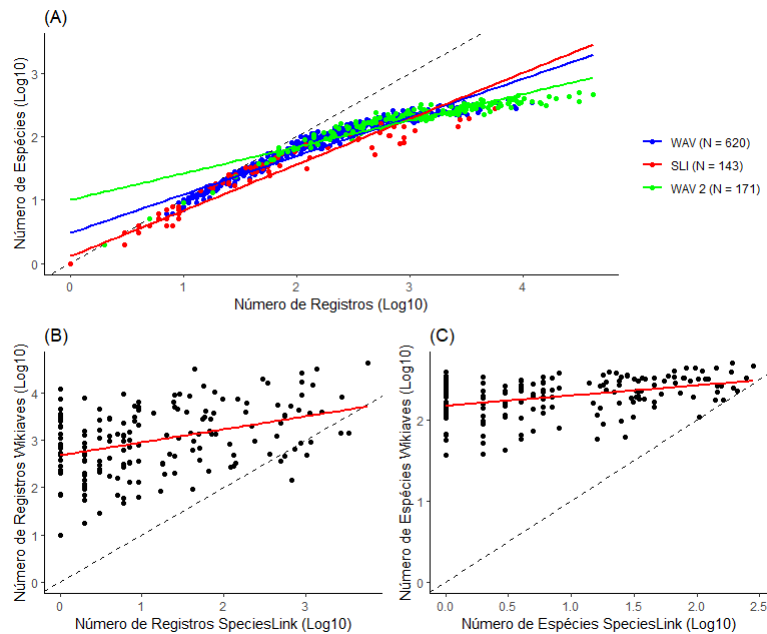 (A)
Número de Espécies (Log10)
3
2
1
0
0 1 2 3 4
Número de Registros (Log10)
WAV (N = 620)
SLI (N = 143)
WAV 2 (N = 171)
(B)
Número de Registros Wikiaves (Log10)
4
3
2
1
0
0 1 2 3
Número de Registros SpeciesLink (Log10)
(C)
Número de Espécies Wikiaves (Log10)
2
1
0
0.0 0.5 1.0 1.5 2.0 2.5
Número de Espécies SpeciesLink (Log10)